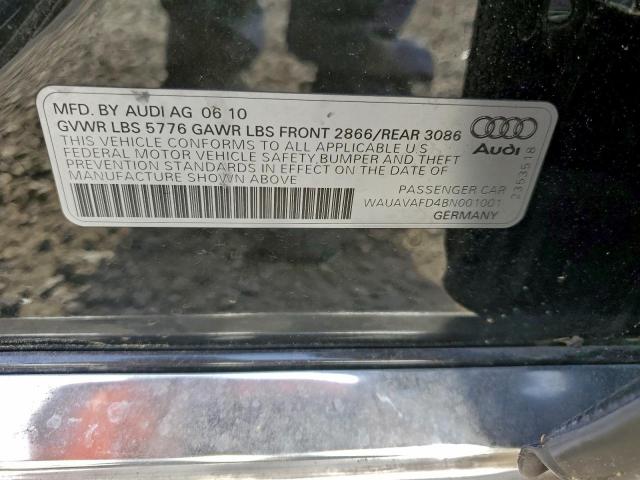 MFD. BY AUDI AG 06 10
GVWR LBS 5776 GAWR LBS FRONT 2866/REAR 3086
THIS VEHICLE CONFORMS TO ALL APPLICABLE U.S
FEDERAL MOTOR VEHICLE SAFETY,BUMPER AND THEFT
PREVENTION STANDARDS IN EFFECT ON THE DATE OF
MANUFACTURE SHOWN ABOVE
PASSENGER CAR
WAUAVAFD4BN001001
GERMANY
Audi
2353518